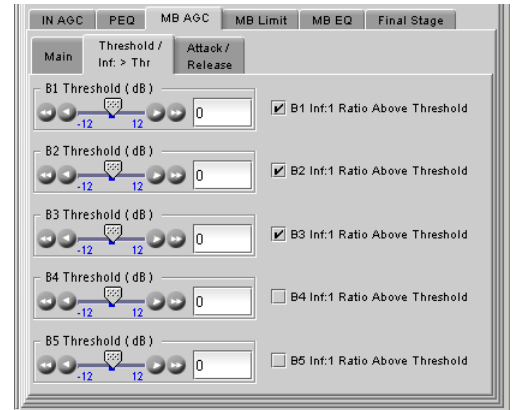 IN AGC PEQ MB AGC MB Limit MB EQ Final Stage
Main Threshold / Inf: > Thr Attack / Release
B1 Threshold ( dB )
-12 12 0 B1 Inf:1 Ratio Above Threshold
B2 Threshold ( dB )
-12 12 0 B2 Inf:1 Ratio Above Threshold
B3 Threshold ( dB )
-12 12 0 B3 Inf:1 Ratio Above Threshold
B4 Threshold ( dB )
-12 12 0 B4 Inf:1 Ratio Above Threshold
B5 Threshold ( dB )
-12 12 0 B5 Inf:1 Ratio Above Threshold